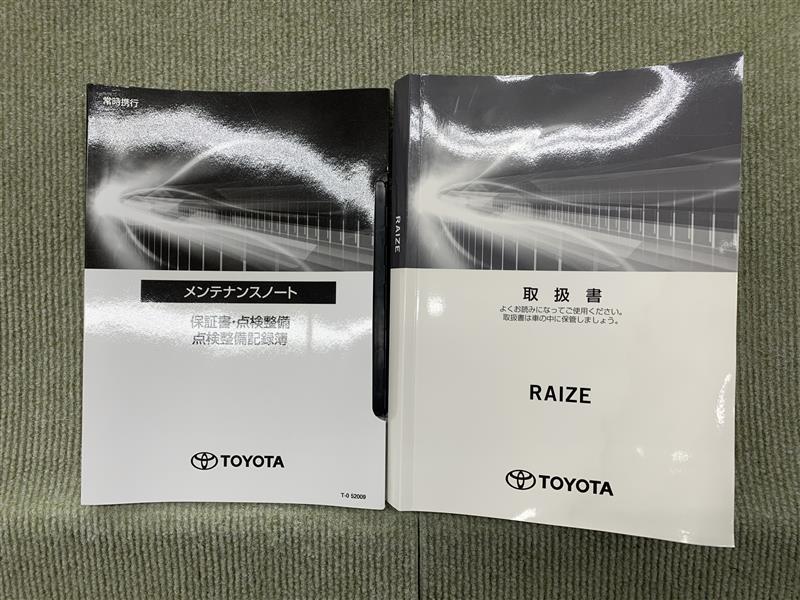 常時携行
メンテナンスノート
保証書・点検整備
点検整備記録簿
TOYOTA
T-0 52009
RAIZE
取扱書
よくお読みになってご使用ください。
取扱書は車の中に保管しましょう。
RAIZE
TOYOTA